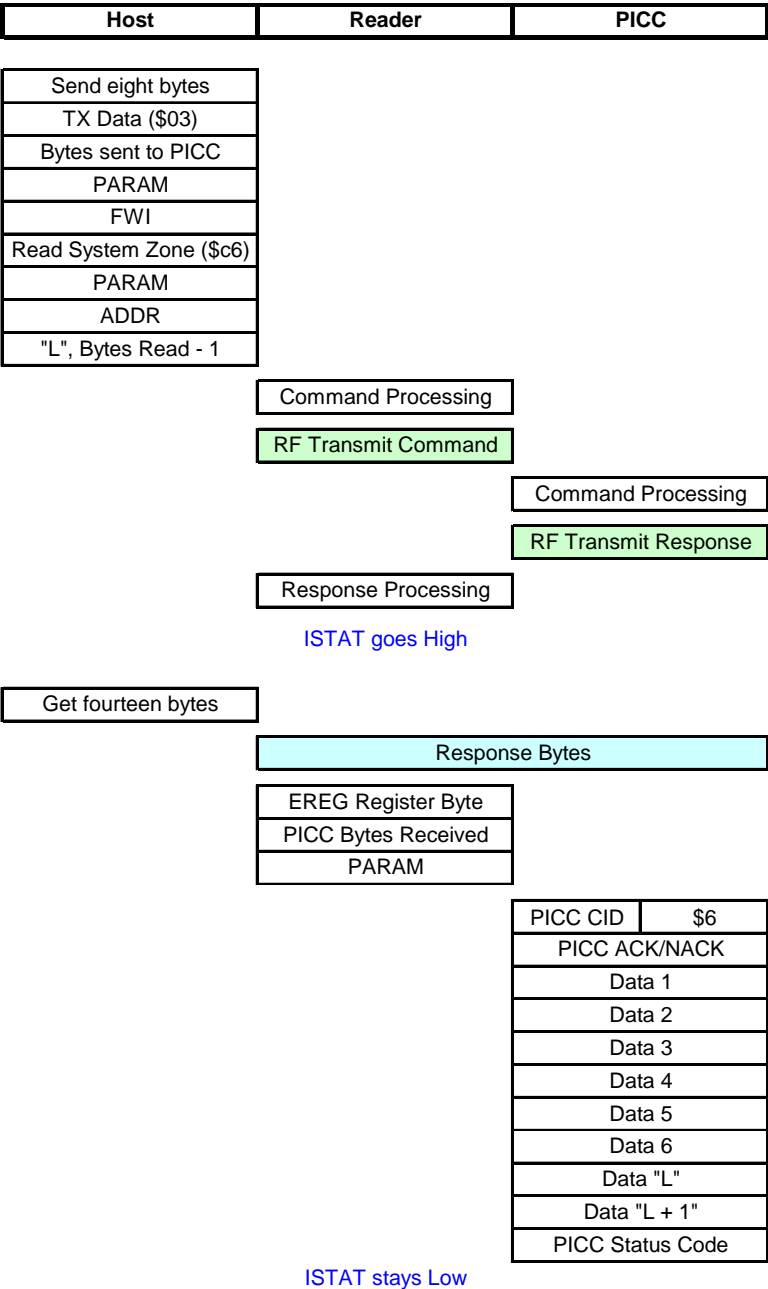 Host Reader PICC
Send eight bytes
TX Data ($03)
Bytes sent to PICC
PARAM
FWI
Read System Zone ($c6)
PARAM
ADDR
"L", Bytes Read - 1
Command Processing
RF Transmit Command
Command Processing
RF Transmit Response
Response Processing
ISTAT goes High
Get fourteen bytes
Response Bytes
EREG Register Byte
PICC Bytes Received
PARAM
PICC CID $6
PICC ACK/NACK
Data 1
Data 2
Data 3
Data 4
Data 5
Data 6
Data "L"
Data "L + 1"
PICC Status Code
ISTAT stays Low